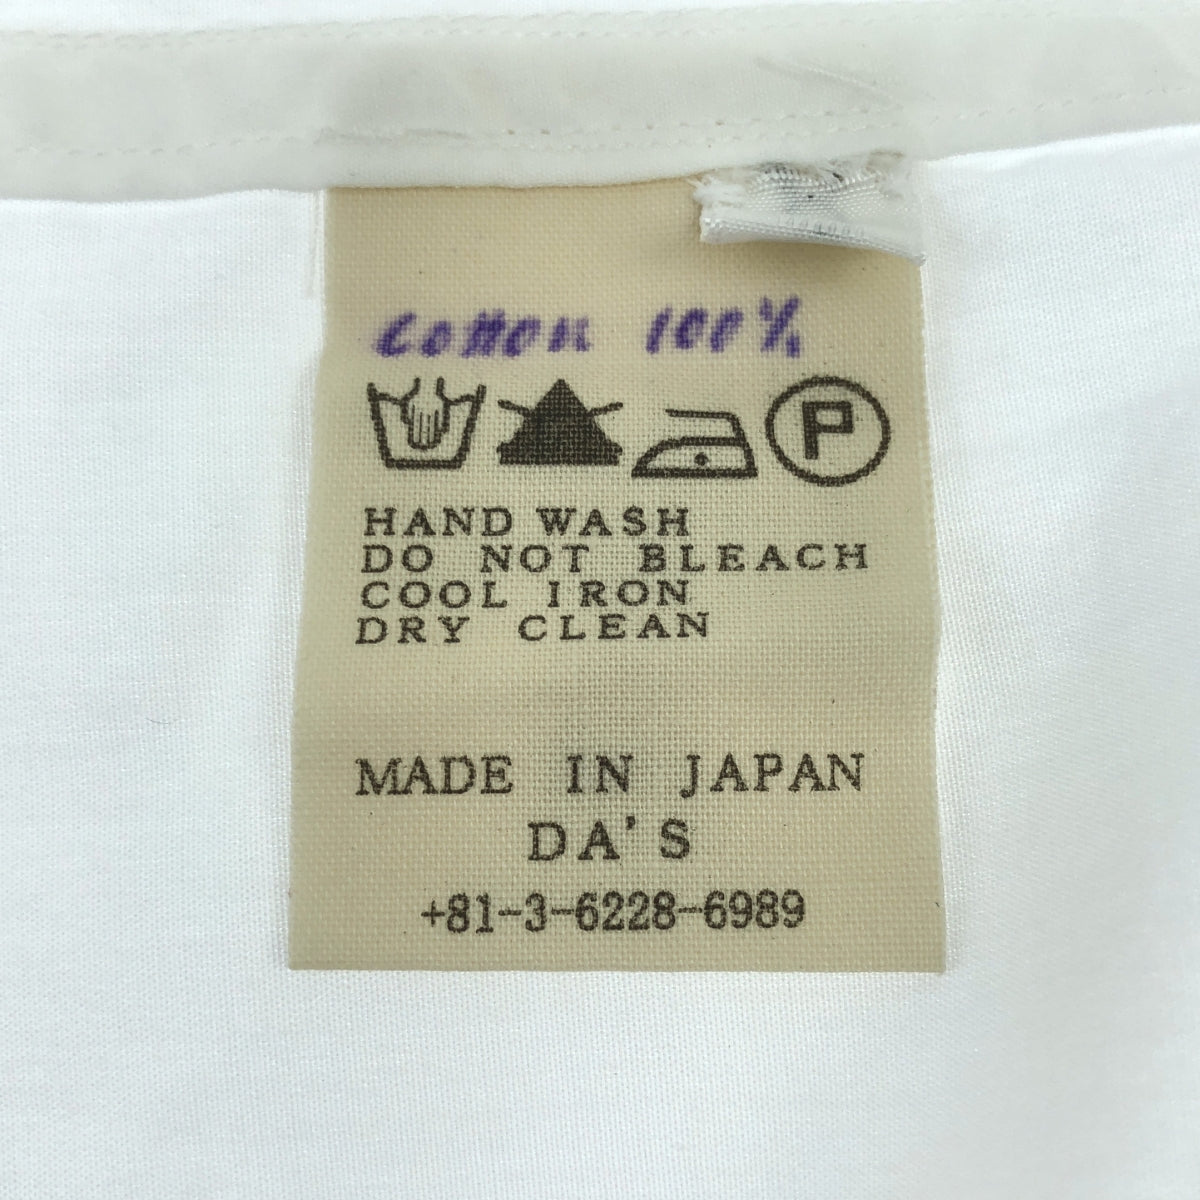 Cotton 100%
P
HAND WASH
DO NOT BLEACH
COOL IRON
DRY CLEAN
MADE IN JAPAN
DA'S
+81-3-6228-6989